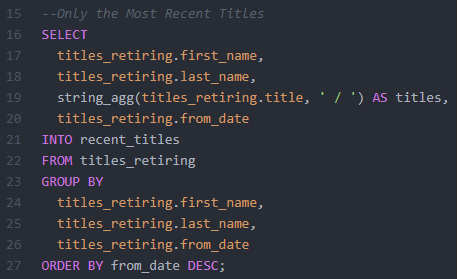 15 --Only the Most Recent Titles
16 SELECT
17   titles_retiring.first_name,
18   titles_retiring.last_name,
19   string_agg(titles_retiring.title, ' / ') AS titles,
20   titles_retiring.from_date
21 INTO recent_titles
22 FROM titles_retiring
23 GROUP BY
24   titles_retiring.first_name,
25   titles_retiring.last_name,
26   titles_retiring.from_date
27 ORDER BY from_date DESC;